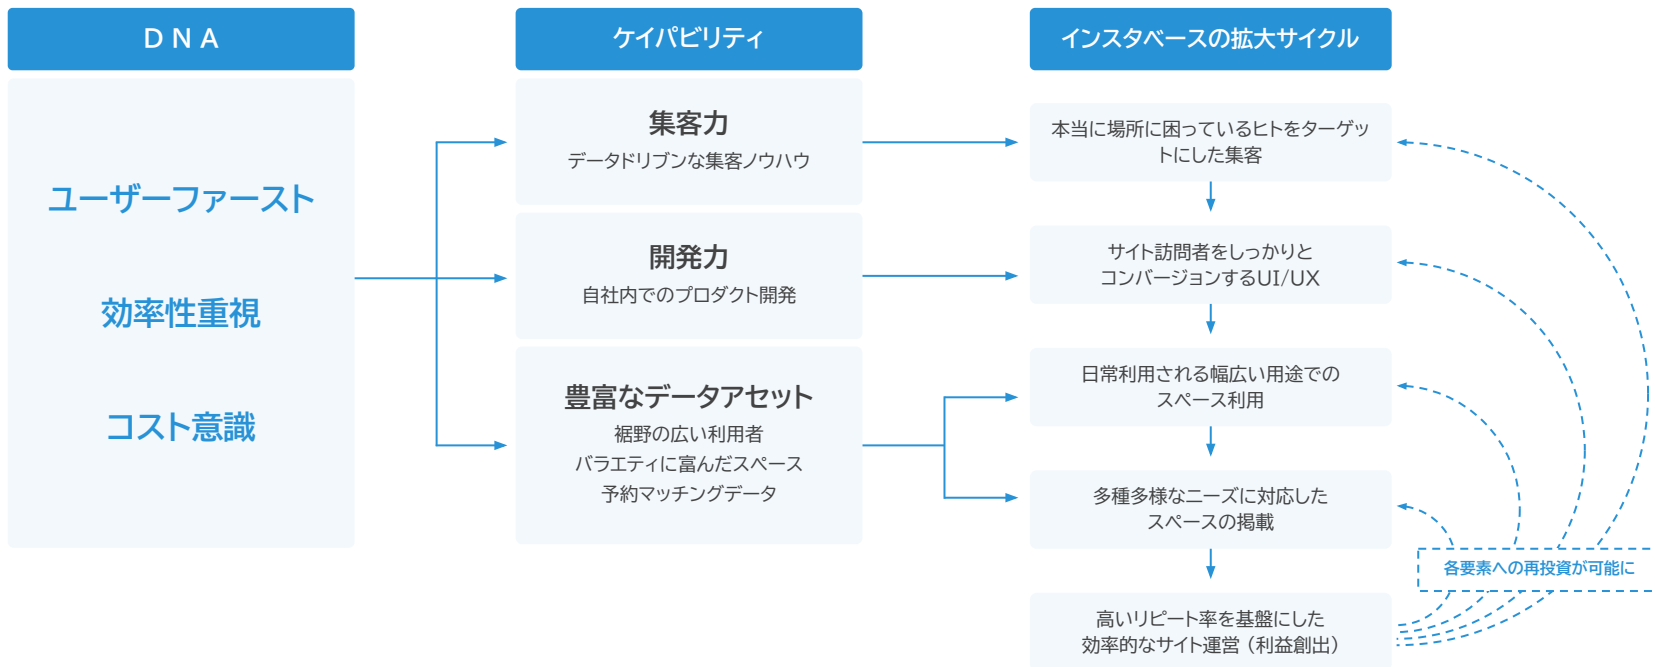 DNA
ユーザーファースト
効率性重視
コスト意識
ケイパビリティ
集客力
データドリブンな集客ノウハウ
開発力
自社内でのプロダクト開発
豊富なデータアセット
裾野の広い利用者
バラエティに富んだスペース
予約マッチングデータ
インスタベースの拡大サイクル
本当に場所に困っているヒトをターゲッ
トにした集客
サイト訪問者をしっかりと
コンバージョンするUI/UX
日常利用される幅広い用途での
スペース利用
多種多様なニーズに対応した
スペースの掲載
高いリピート率を基盤にした
効率的なサイト運営（利益創出）
各要素への再投資が可能に